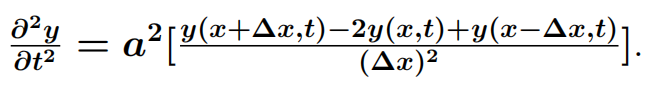 ∂²y/∂t² = a²[y(x+Δx,t)−2y(x,t)+y(x−Δx,t)/(Δx)²].